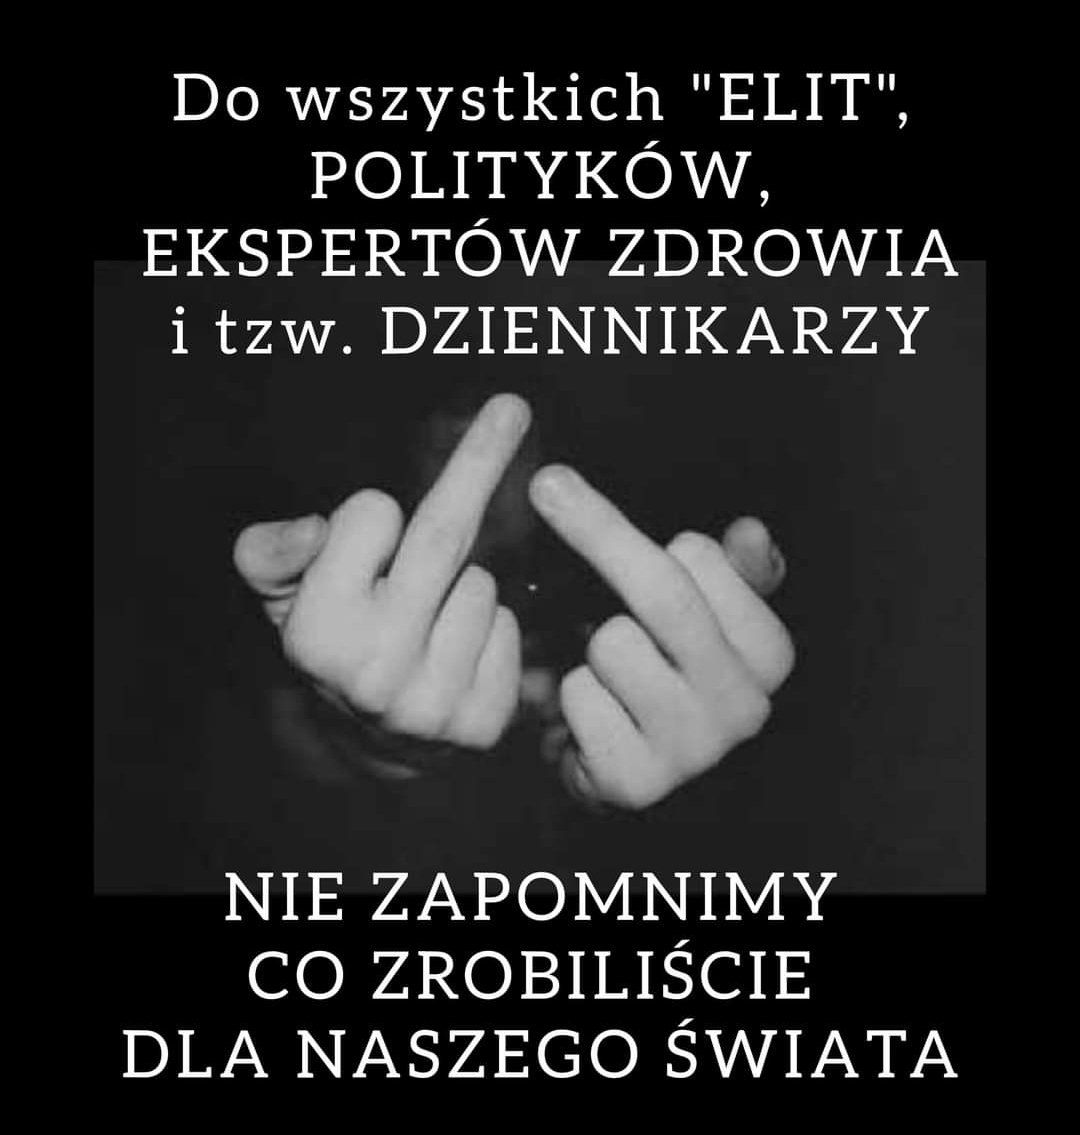 Do wszystkich "ELIT",
POLITYKÓW,
EKSPERTÓW ZDROWIA
i tzw. DZIENNIKARZY
NIE ZAPOMNIMY
CO ZROBILIŚCIE
DLA NASZEGO ŚWIATA